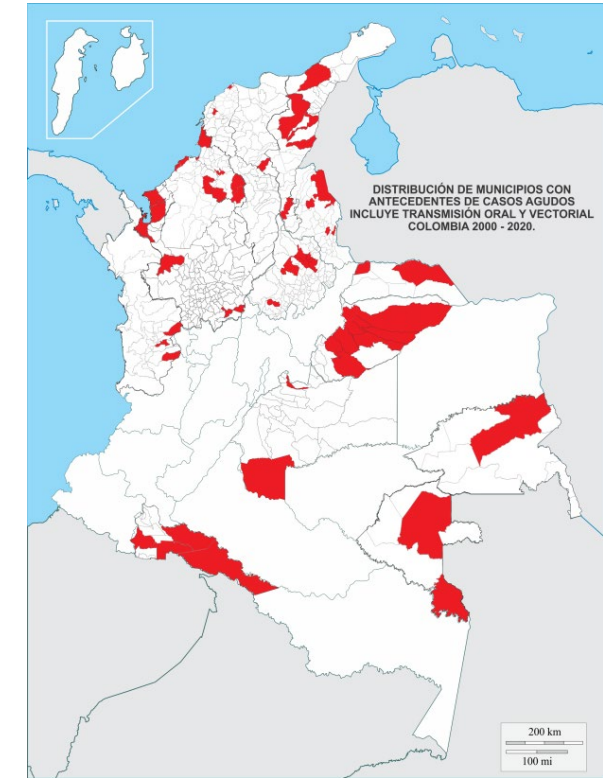 DISTRIBUCIÓN DE MUNICIPIOS CON
ANTECEDENTES DE CASOS AGUDOS
INCLUYE TRANSMISIÓN ORAL Y VECTORIAL
COLOMBIA 2000 - 2020.
200 km
100 mi